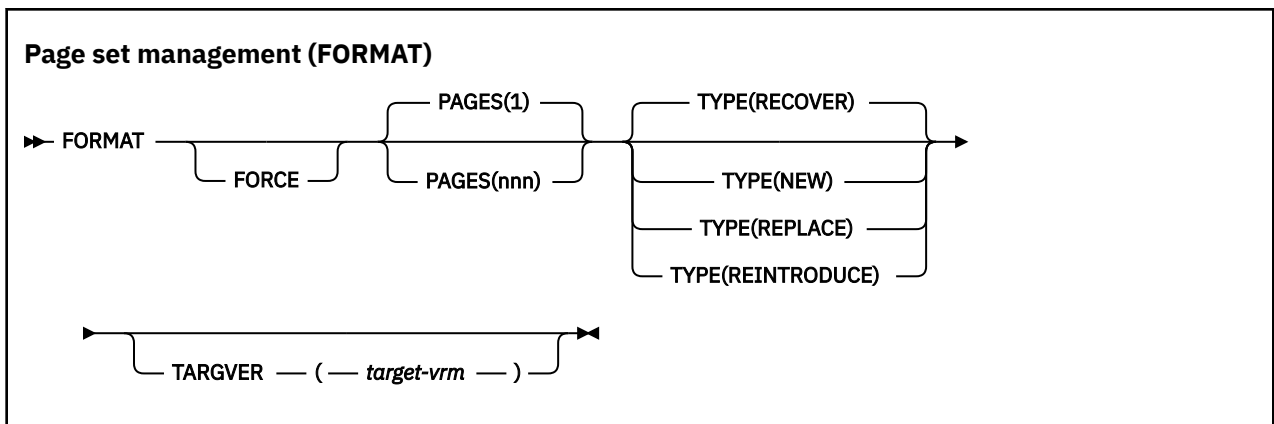 Page set management (FORMAT)
PAGES(1) TYPE(RECOVER)
FORMAT
FORCE PAGES(nnn) TYPE(NEW)
TYPE(REPLACE)
TYPE(REINTRODUCE)
TARGVER ( target-vrm )